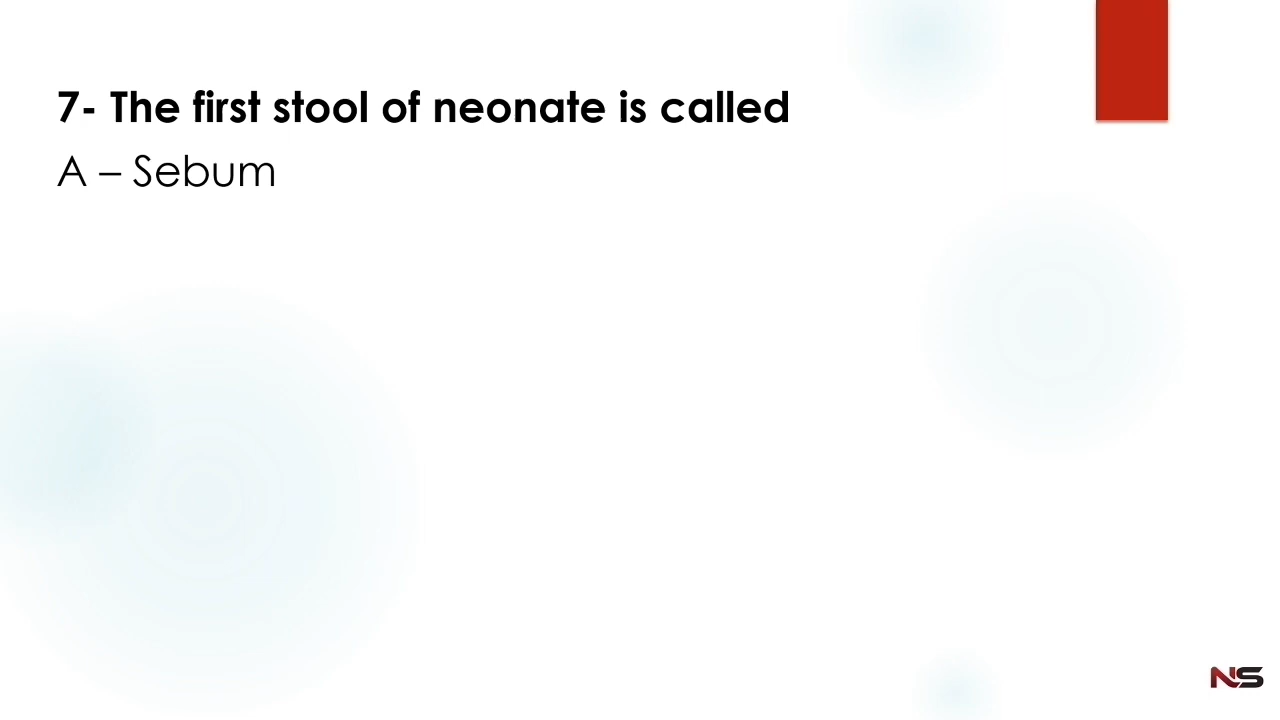 7- The first stool of neonate is called
A – Sebum
NS